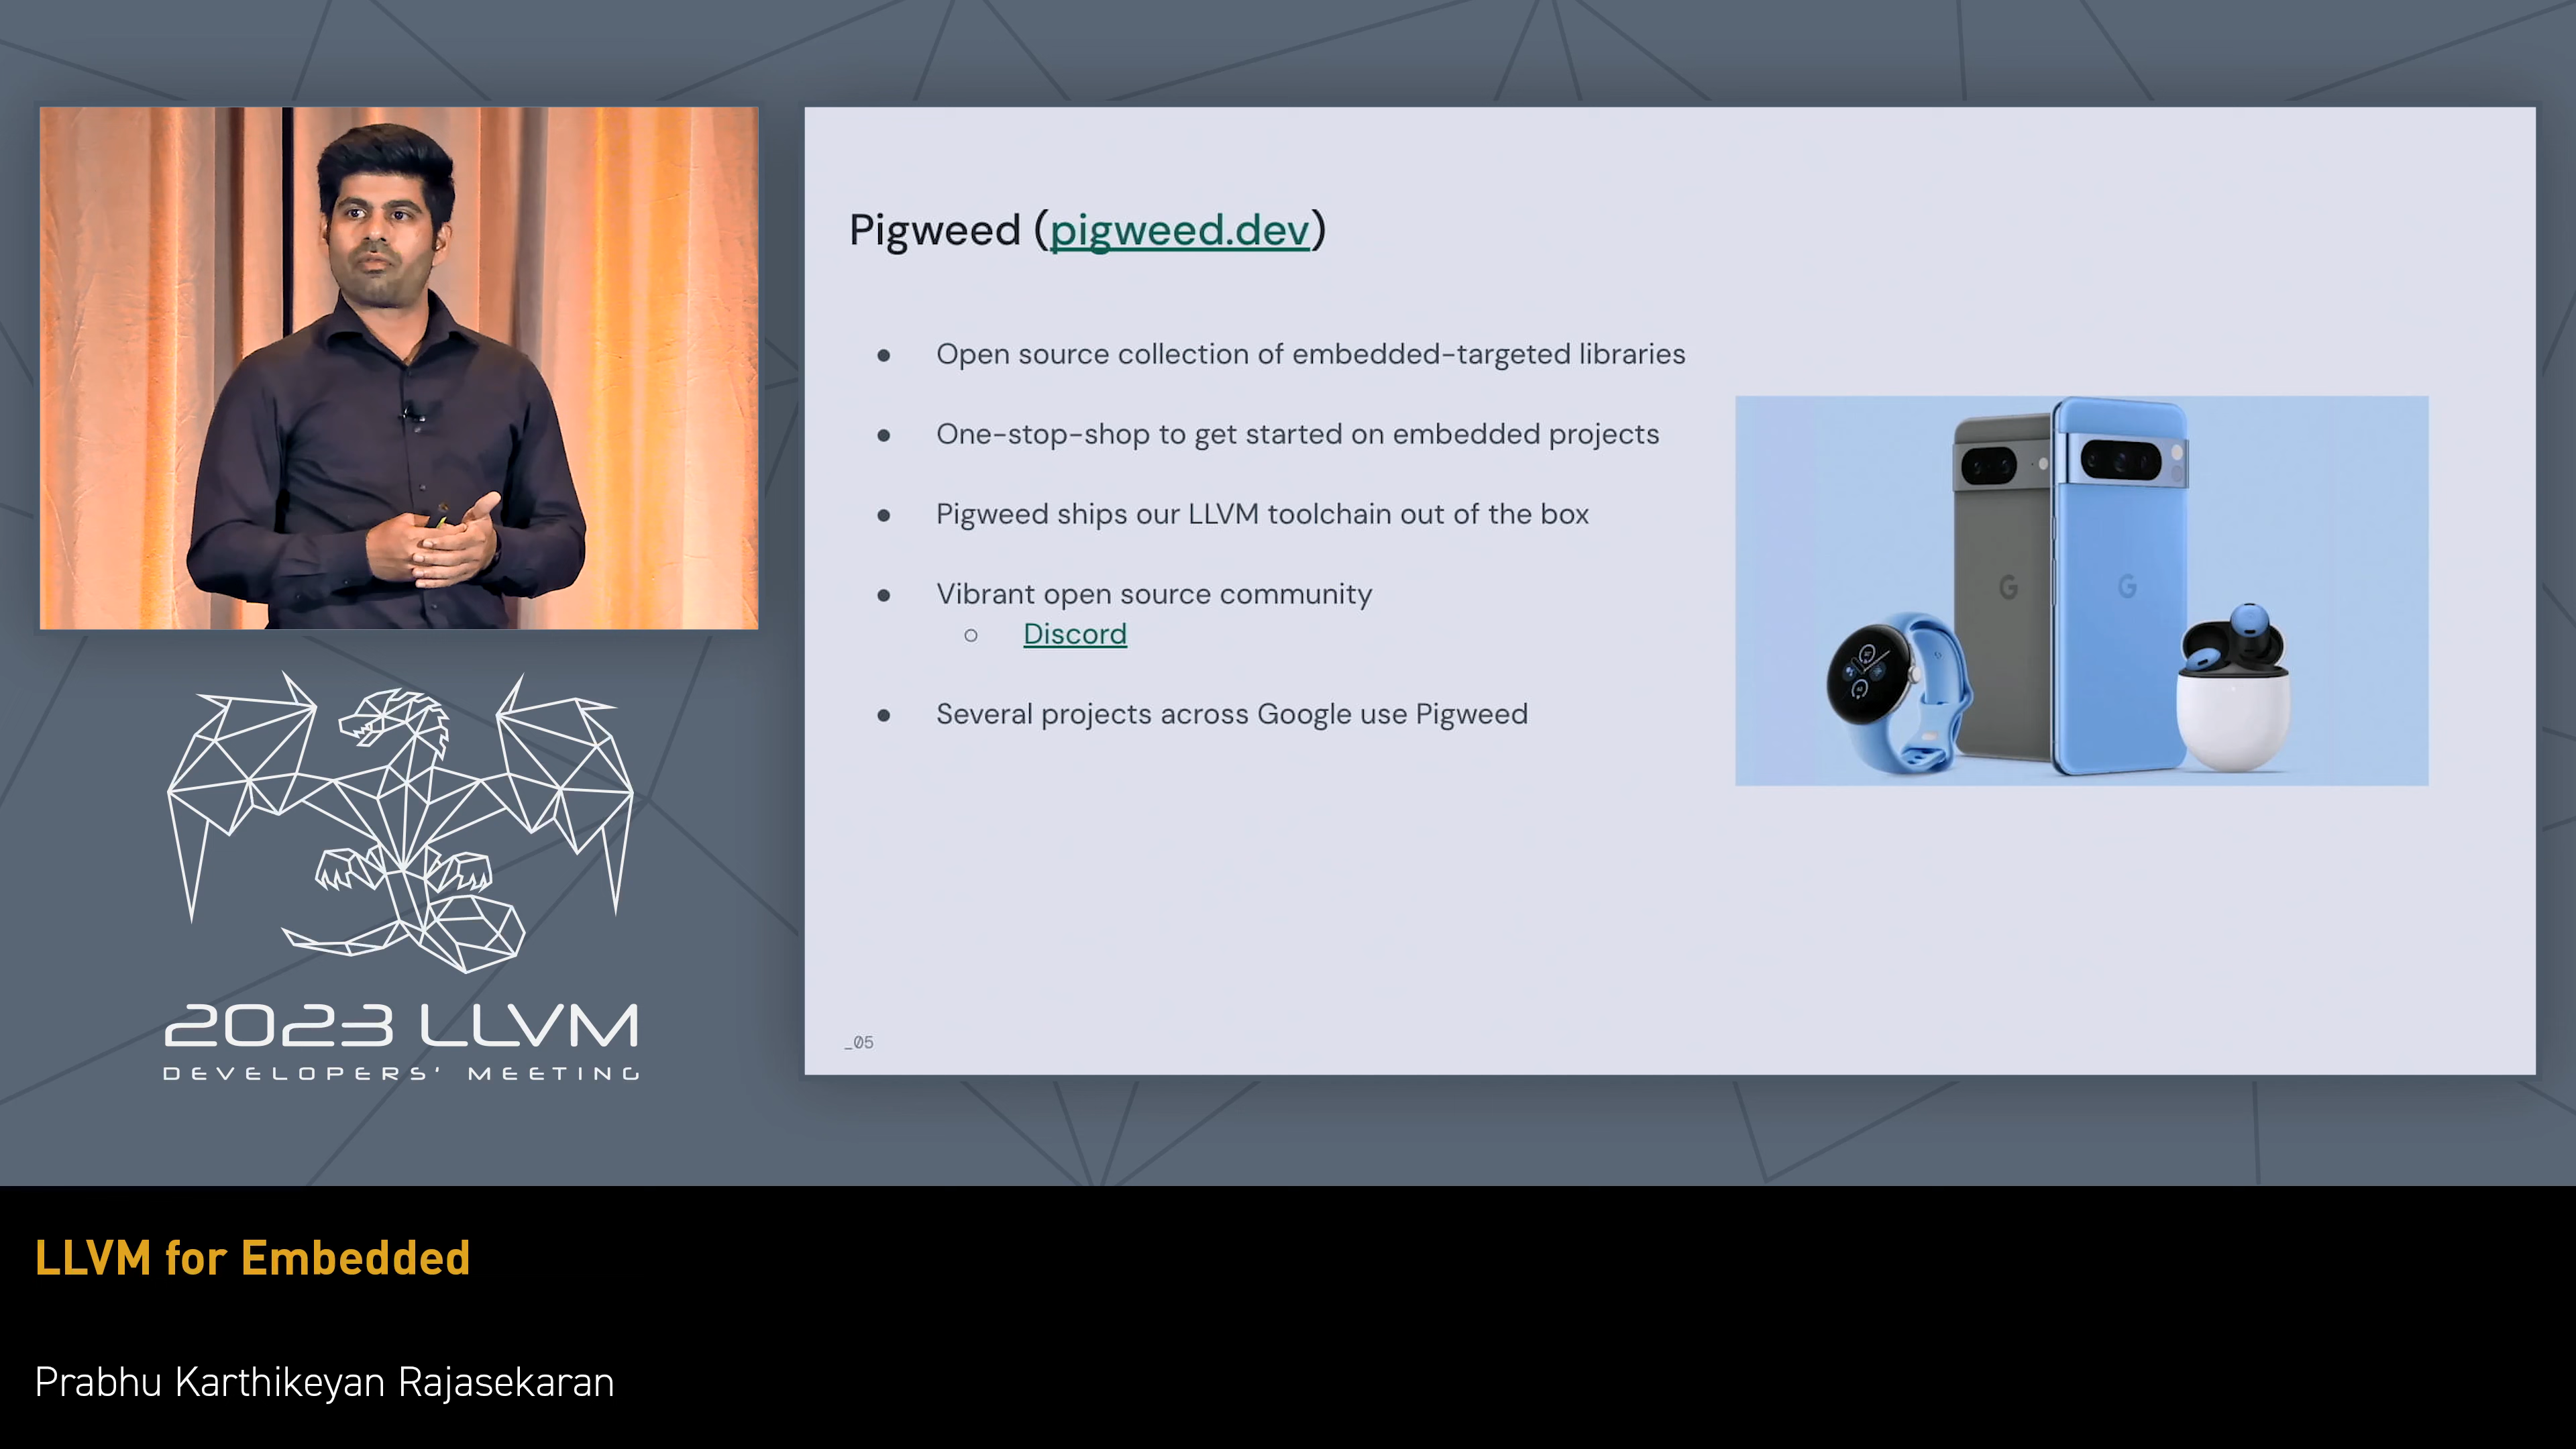 Pigweed (pigweed.dev)
● Open source collection of embedded-targeted libraries
● One-stop-shop to get started on embedded projects
● Pigweed ships our LLVM toolchain out of the box
● Vibrant open source community
○ Discord
● Several projects across Google use Pigweed
G
G
_05
2023 LLVM
DEVELOPERS' MEETING
LLVM for Embedded
Prabhu Karthikeyan Rajasekaran